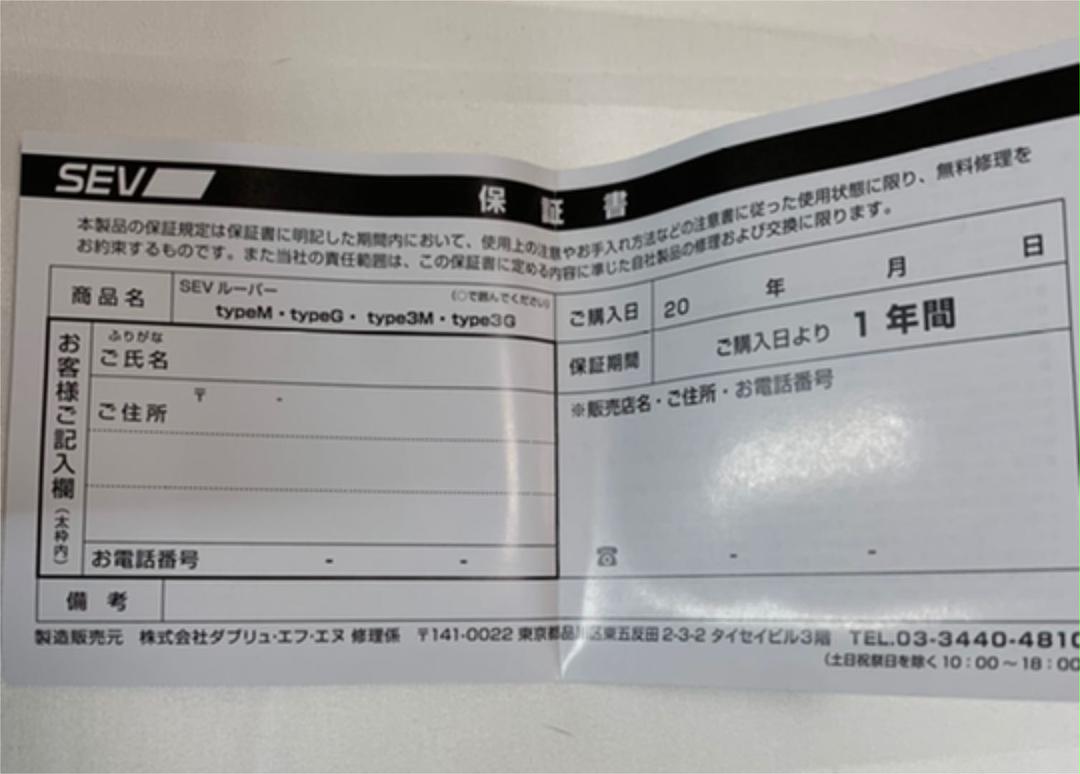 SEV
保証書
本製品の保証規定は保証書に明記した期間内において、使用上の注意やお手入れ方法などの注意書に従った使用状態に限り、無料修理を
お約束するものです。また当社の責任範囲は、この保証書に定める内容に準じた自社製品の修理および交換に限ります。
商品名
SEV ルーパー (○で囲んでください)
typeM・typeG・type3M・type3G
ご購入日 20 年 月 日
保証期間 ご購入日より 1年間
お客様ご記入欄(太枠内)
ふりがな
ご氏名
〒 -
ご住所
お電話番号 - -
※販売店名・ご住所・お電話番号
☎ - -
備考
製造販売元 株式会社ダブリュ・エフ・エヌ 修理係 〒141-0022 東京都品川区東五反田2-3-2 タイセイビル3階 TEL.03-3440-4810
(土日祝祭日を除く10:00~18:00